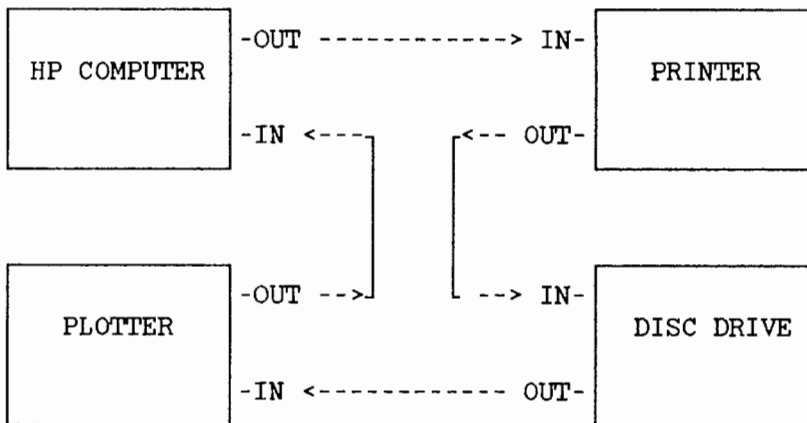 -OUT ---------------> IN-
HP COMPUTER PRINTER
-IN <--- <-- OUT-
-OUT --> --> IN-
PLOTTER DISC DRIVE
-IN <--------------- OUT-